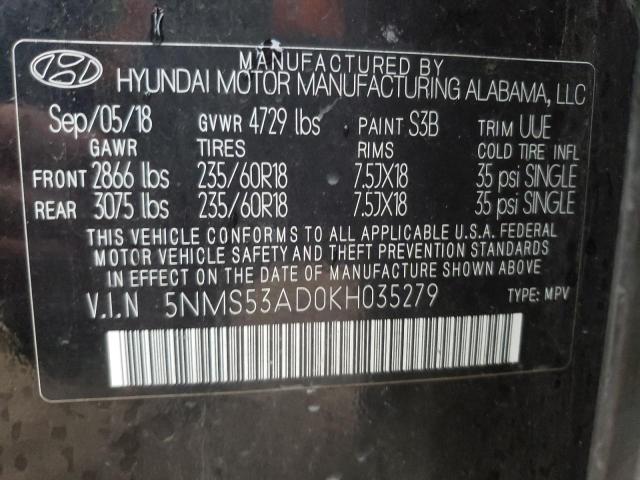 MANUFACTURED BY
HYUNDAI MOTOR MANUFACTURING ALABAMA, LLC
Sep/05/18 GVWR 4729 lbs PAINT S3B TRIM UUE
GAWR TIRES RIMS COLD TIRE INFL
FRONT 2866 lbs 235/60R18 7.5JX18 35 psi SINGLE
REAR 3075 lbs 235/60R18 7.5JX18 35 psi SINGLE
THIS VEHICLE CONFORMS TO ALL APPLICABLE U.S.A. FEDERAL
MOTOR VEHICLE SAFETY AND THEFT PREVENTION STANDARDS
IN EFFECT ON THE DATE OF MANUFACTURE SHOWN ABOVE.
V.I.N 5NMS53AD0KH035279 TYPE: MPV